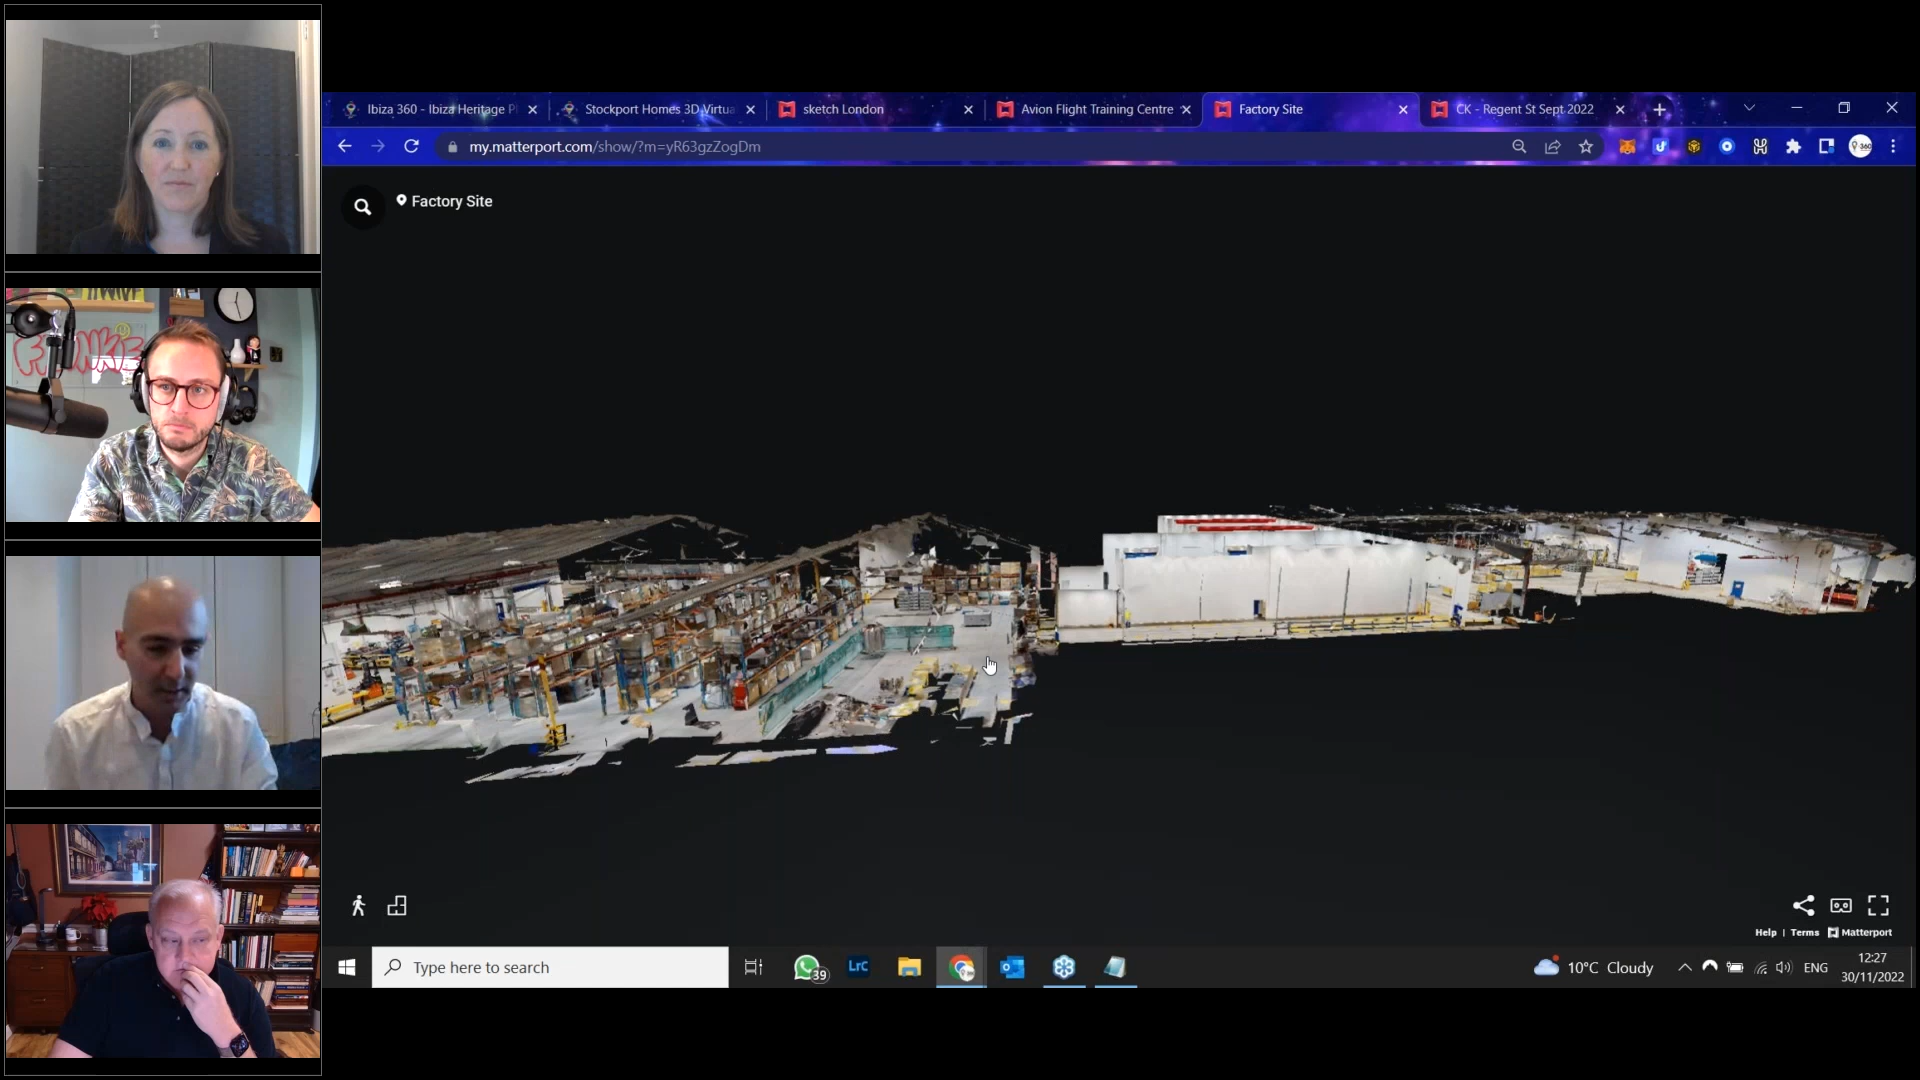 Ibiza 360 - Ibiza Heritage P
Stockport Homes 3D Virtua
sketch London
Avion Flight Training Centre
Factory Site
CK - Regent St Sept 2022
my.matterport.com/show/?m=yR63gzZogDm
Factory Site
Help | Terms Matterport
Type here to search
39
LrC
10°C Cloudy
ENG
12:27
30/11/2022